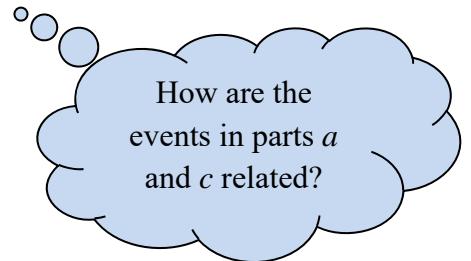 How are the
events in parts a
and c related?